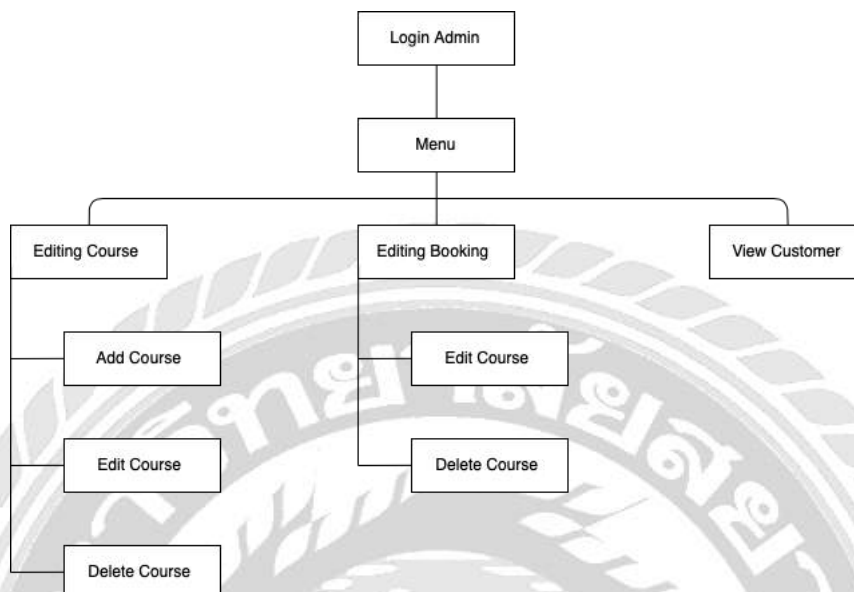 Login Admin
Menu
Editing Course
Editing Booking
View Customer
Add Course
Edit Course
Edit Course
Delete Course
Delete Course